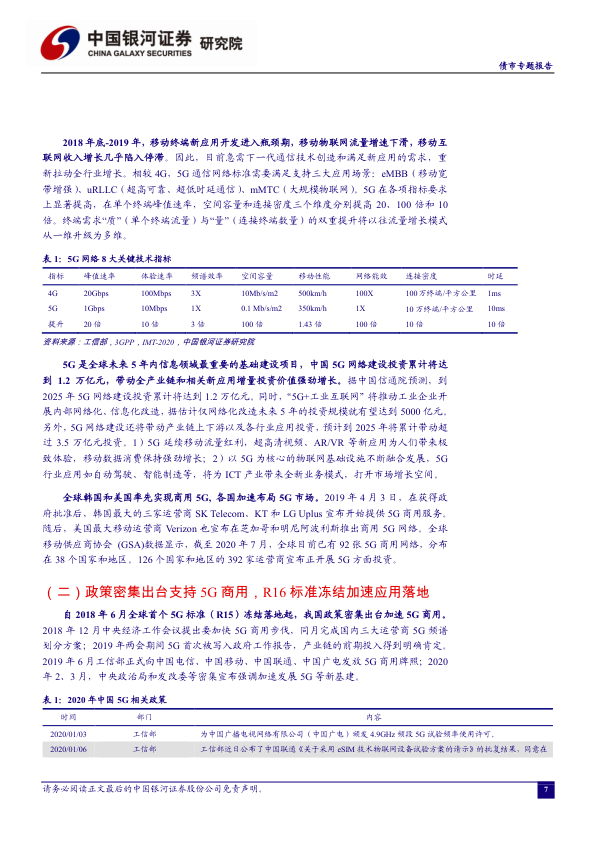 中国银河证券 研究院
CHINA GALAXY SECURITIES
债市专题报告
2018 年底-2019 年，移动终端新应用开发进入瓶颈期，移动物联网流量增速下滑，移动互
联网收入增长几乎陷入停滞。因此，目前急需下一代通信技术创造和满足新应用的需求，重
新拉动全行业增长。相较 4G、5G 通信网络标准需要满足支持三大应用场景：eMBB（移动宽
带增强）、uRLLC（超高可靠、超低时延通信）、mMTC（大规模物联网）。5G 在各项指标要求
上显著提高，在单个终端峰值速率，空间容量和连接密度三个维度分别提高 20、100 倍和 10
倍。终端需求“质”（单个终端流量）与“量”（连接终端数量）的双重提升将以往流量增长模式
从一维升级为多维。
表 1：5G 网络 8 大关键技术指标
指标 峰值速率 体验速率 频谱效率 空间容量 移动性能 网络能效 连接密度 时延
4G 20Gbps 100Mbps 3X 10Mb/s/m2 500km/h 100X 100 万终端/平方公里 1ms
5G 1Gbps 10Mbps 1X 0.1 Mb/s/m2 350km/h 1X 10 万终端/平方公里 10ms
提升 20 倍 10 倍 3 倍 100 倍 1.43 倍 100 倍 10 倍 10 倍
资料来源：工信部，3GPP，IMT-2020，中国银河证券研究院
5G 是全球未来 5 年内信息领域最重要的基础建设项目，中国 5G 网络建设投资累计将达
到 1.2 万亿元，带动全产业链和相关新应用增量投资价值强劲增长。据中国信通院预测，到
2025 年 5G 网络建设投资累计将达到 1.2 万亿元。同时，“5G+工业互联网”将推动工业企业开
展内部网络化、信息化改造，据估计仅网络化改造未来 5 年的投资规模就有望达到 5000 亿元。
另外，5G 网络建设还将带动产业链上下游以及各行业应用投资，预计到 2025 年将累计带动超
过 3.5 万亿元投资。1）5G 延续移动流量红利，超高清视频、AR/VR 等新应用为人们带来极
致体验，移动数据消费保持强劲增长；2）以 5G 为核心的物联网基础设施不断融合发展，5G
行业应用如自动驾驶、智能制造等，将为 ICT 产业带来全新业务模式，打开市场增长空间。
全球韩国和美国率先实现商用 5G，各国加速布局 5G 市场。2019 年 4 月 3 日，在获得政
府批准后，韩国最大的三家运营商 SK Telecom、KT 和 LG Uplus 宣布开始提供 5G 商用服务。
随后，美国最大移动运营商 Verizon 也宣布在芝加哥和明尼阿波利斯推出商用 5G 网络。全球
移动供应商协会 (GSA)数据显示，截至 2020 年 7 月，全球目前已有 92 张 5G 商用网络，分布
在 38 个国家和地区。126 个国家和地区的 392 家运营商宣布正开展 5G 方面投资。
（二）政策密集出台支持 5G 商用，R16 标准冻结加速应用落地
自 2018 年 6 月全球首个 5G 标准（R15）冻结落地起，我国政策密集出台加速 5G 商用。
2018 年 12 月中央经济工作会议提出要加快 5G 商用步伐，同月完成国内三大运营商 5G 频谱
划分方案；2019 年两会期间 5G 首次被写入政府工作报告，产业链的前期投入得到明确肯定。
2019 年 6 月工信部正式向中国电信、中国移动、中国联通、中国广电发放 5G 商用牌照；2020
年 2、3 月，中央政治局和发改委等密集宣布强调加速发展 5G 等新基建。
表 1：2020 年中国 5G 相关政策
时间 部门 内容
2020/01/03 工信部 为中国广播电视网络有限公司（中国广电）颁发 4.9GHz 频段 5G 试验频率使用许可。
2020/01/06 工信部 工信部近日公布了中国联通《关于采用 eSIM 技术物联网设备试验方案的请示》的批复结果，同意在
请务必阅读正文最后的中国银河证券股份公司免责声明。
7